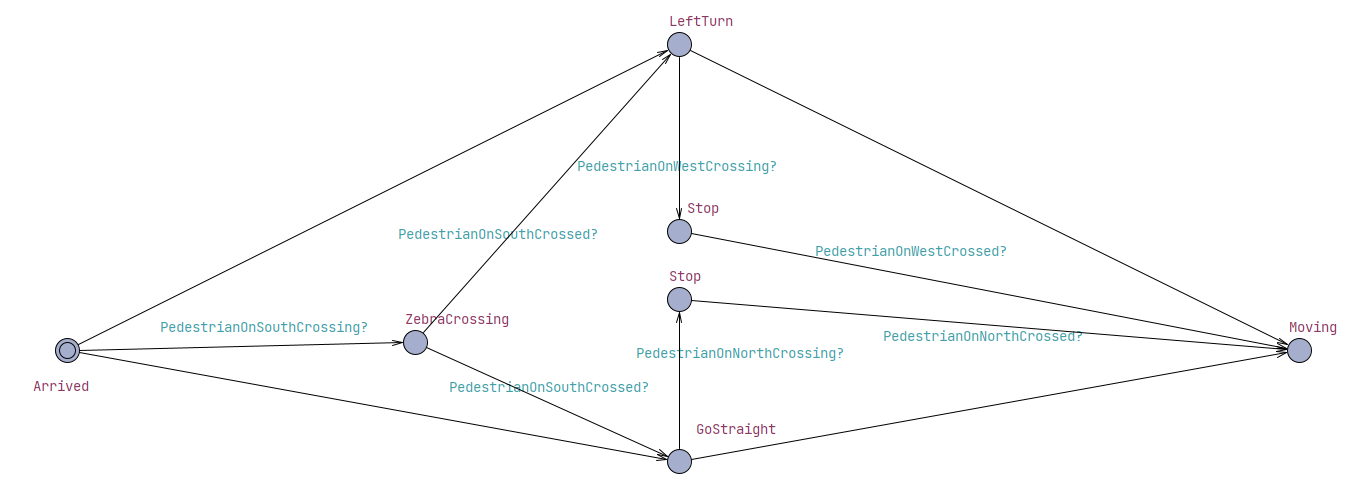 LeftTurn
PedestrianOnWestCrossing?
Stop
PedestrianOnSouthCrossed?
PedestrianOnWestCrossed?
Stop
ZebraCrossing
PedestrianOnSouthCrossing?
Moving
PedestrianOnNorthCrossed?
PedestrianOnNorthCrossing?
Arrived
PedestrianOnSouthCrossed?
GoStraight